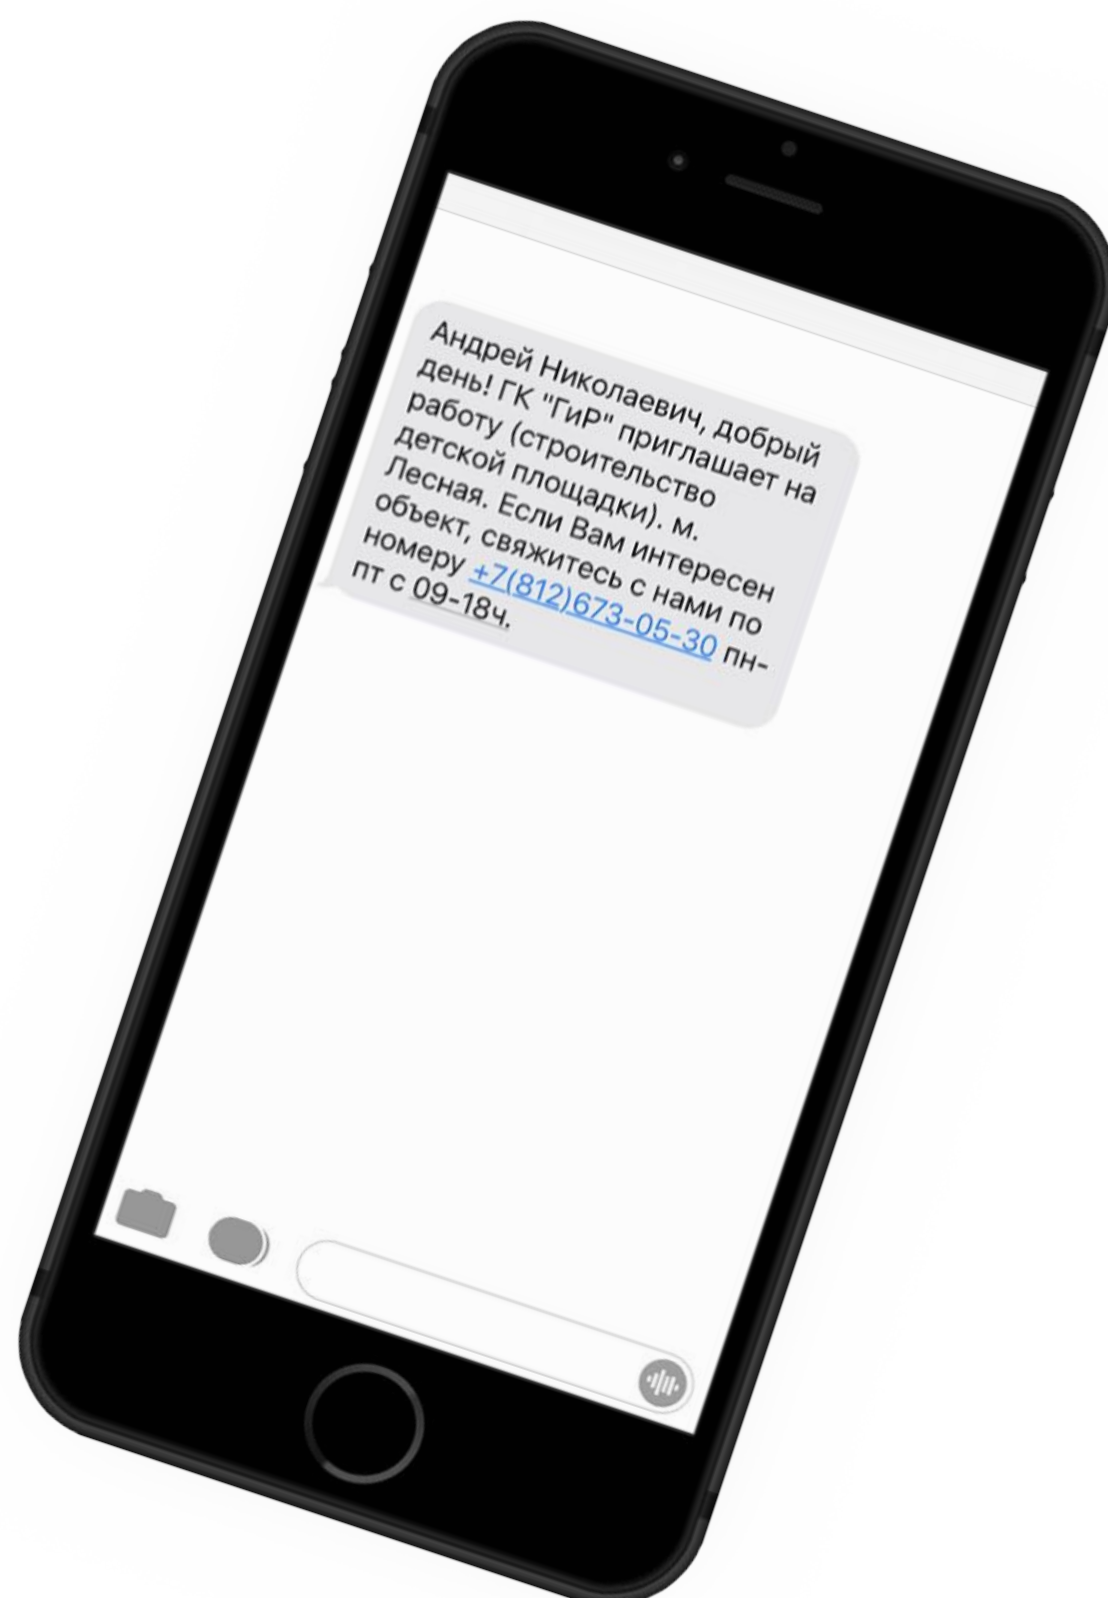 Андрей Николаевич, добрый
день! ГК "ГиР" приглашает на
работу (строительство
детской площадки). м.
Лесная. Если Вам интересен
объект, свяжитесь с нами по
номеру +7(812)673-05-30 пн-
пт с 09-18ч.